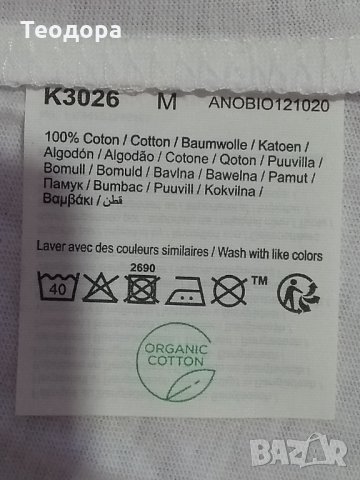 Теодора
K3026 M ANOBIO121020
100% Coton / Cotton / Baumwolle / Katoen /
Algodón / Algodão / Cotone / Qoton / Puuvilla /
Bomull / Bomuld / Bavlna / Bawelna / Pamut /
Памук / Bumbac / Puuvill / Kokvilna /
Βαμβάκι / قطن /
Laver avec des couleurs similaires / Wash with like colors
2690
40 TM
ORGANIC
COTTON
BAZAR.bg